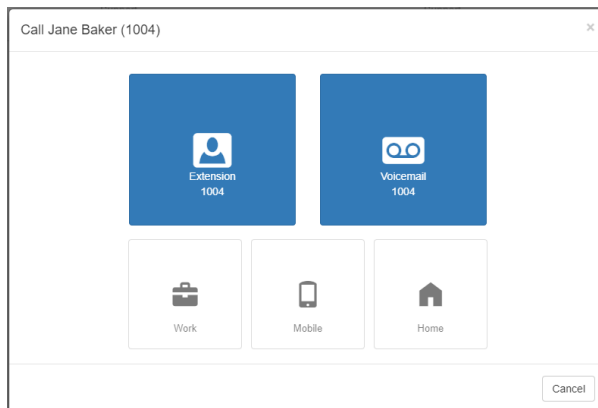 Call Jane Baker (1004)
×
Extension
1004
Voicemail
1004
Work
Mobile
Home
Cancel